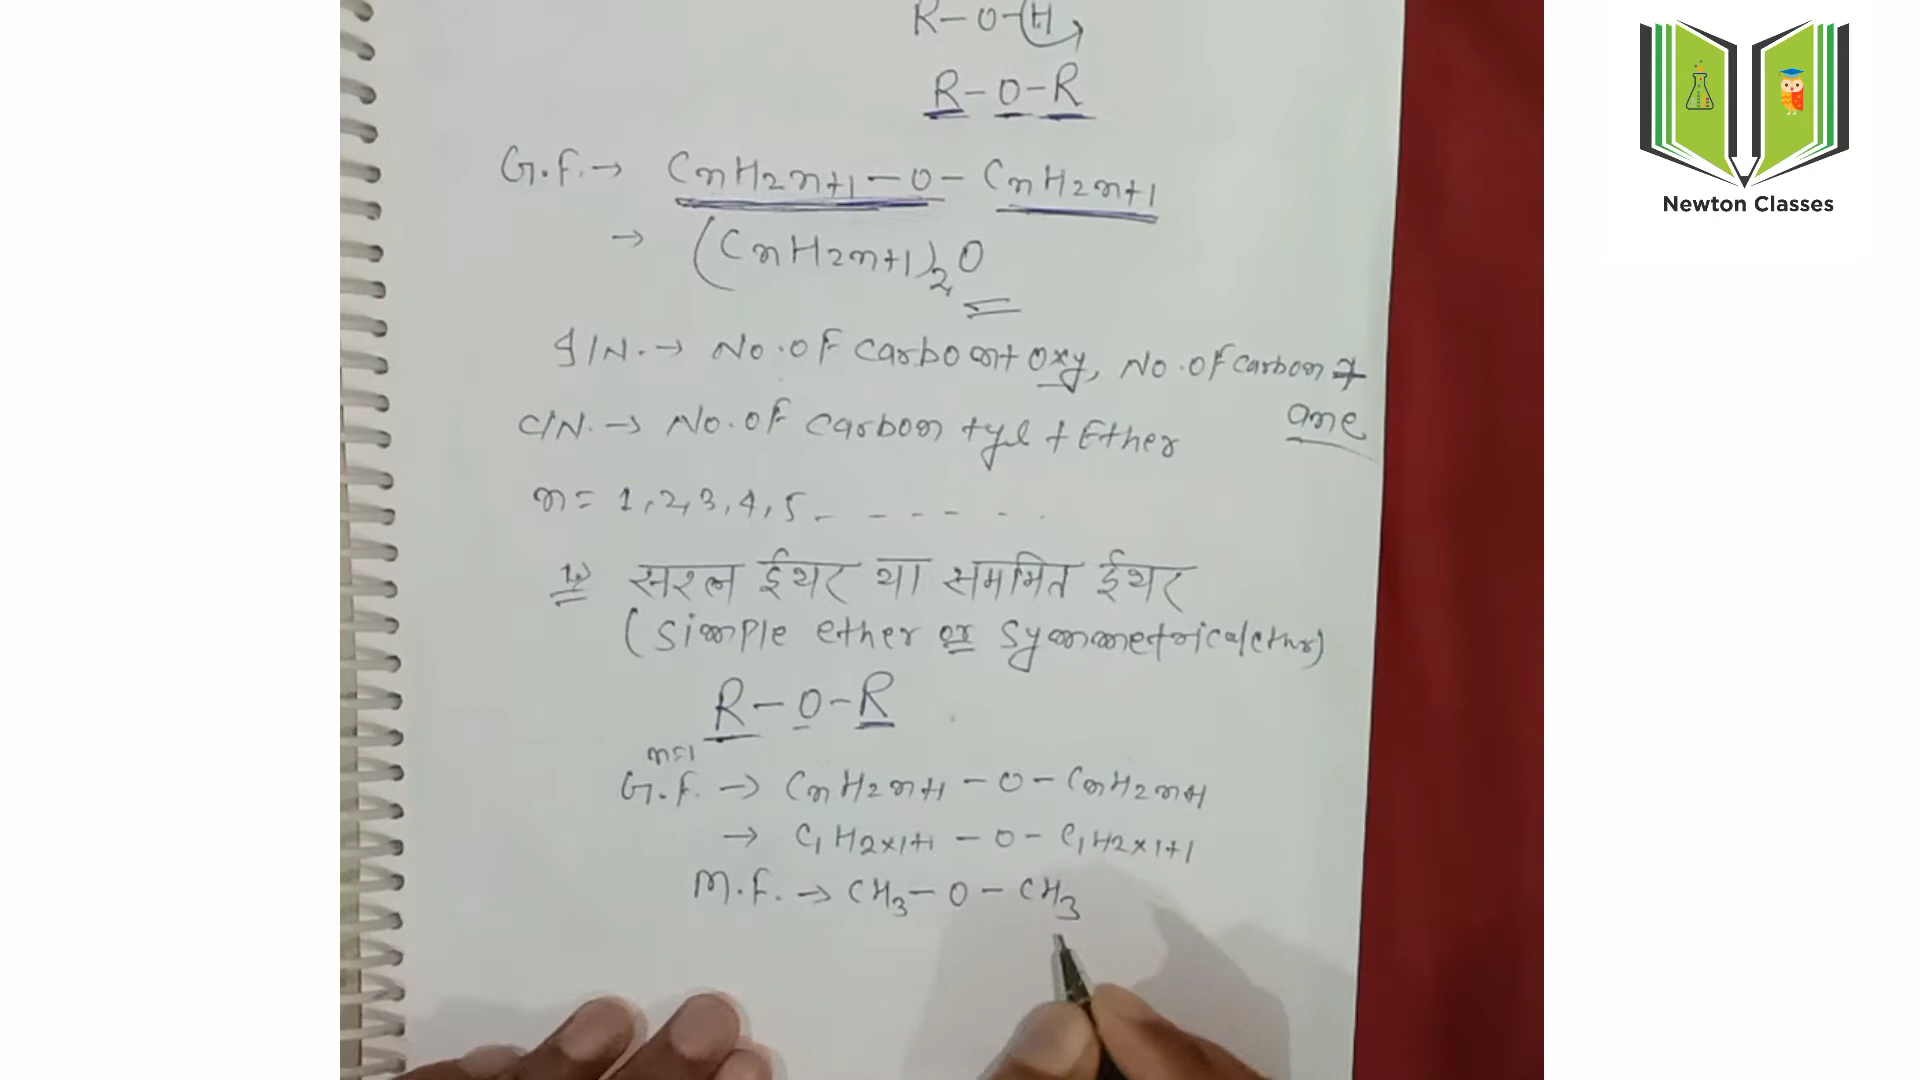 R-O-H
R-O-R
G.F. → CnH2n+1-O-CnH2n+1
→ (CnH2n+1)2O
I/N. → No. of carbon+oxy, No. of carbon +
ane
C/N. → No. of carbon +yl + Ether
n = 1, 2, 3, 4, 5 - - - - - -
1. सरल ईथर या सममित ईथर
(Simple ether or Symmetrical ether)
R-O-R
n=1
G.F. → CnH2n+1 - O - CnH2n+1
→ C1H2×1+1 - O - C1H2×1+1
M.F. → CH3-O-CH3
Newton Classes